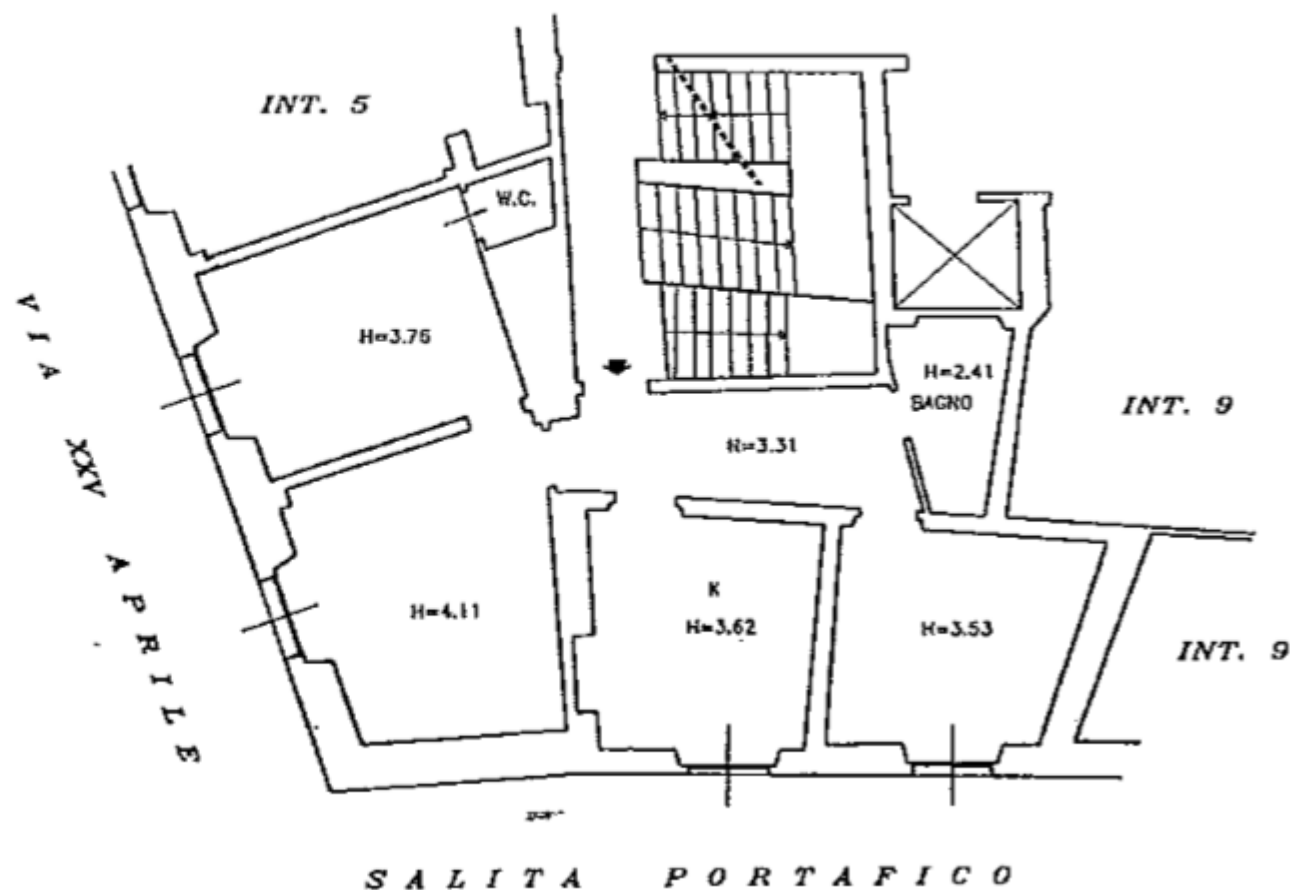 INT. 5
W.C.
H=3.76
H=2.41
BAGNO
INT. 9
H=3.31
VIA XXV APRILE
H=4.11
K
H=3.62
H=3.53
INT. 9
SALITA PORTAFICO